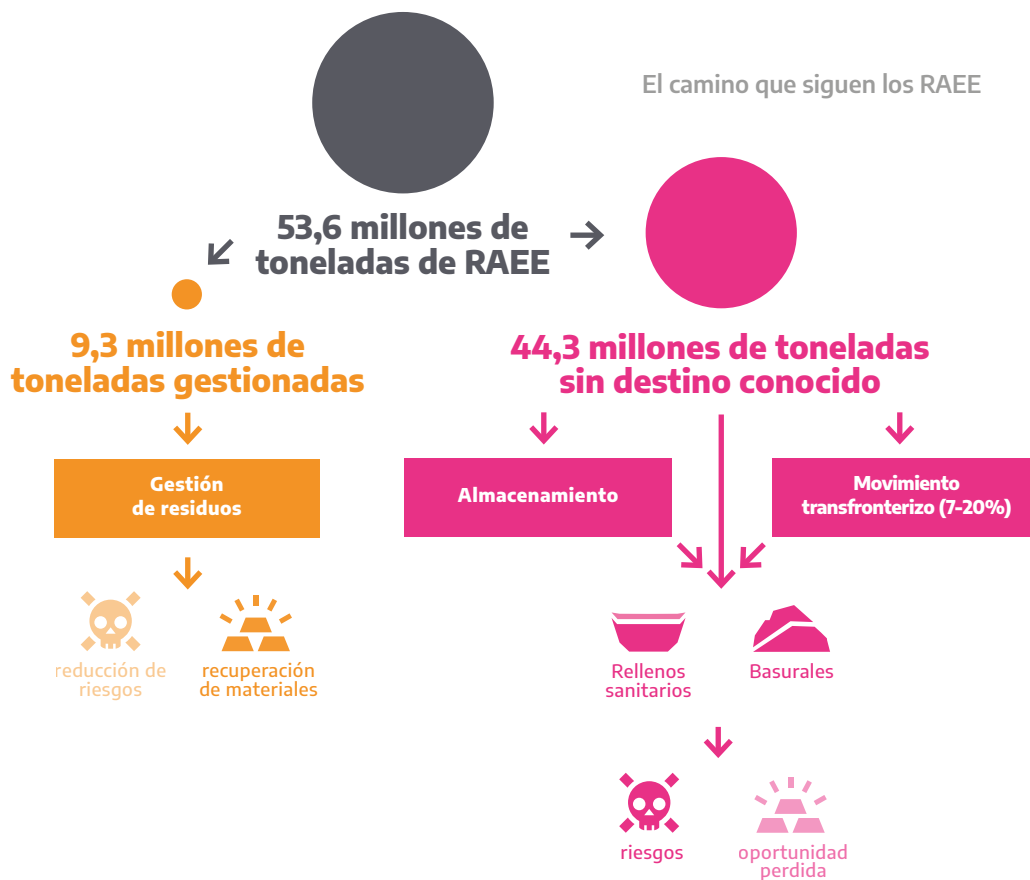 El camino que siguen los RAEE
53,6 millones de
toneladas de RAEE
9,3 millones de
toneladas gestionadas
44,3 millones de toneladas
sin destino conocido
Gestión
de residuos
Almacenamiento
Movimiento
transfronterizo (7-20%)
reducción de
riesgos
recuperación
de materiales
Rellenos
sanitarios
Basurales
riesgos
oportunidad
perdida